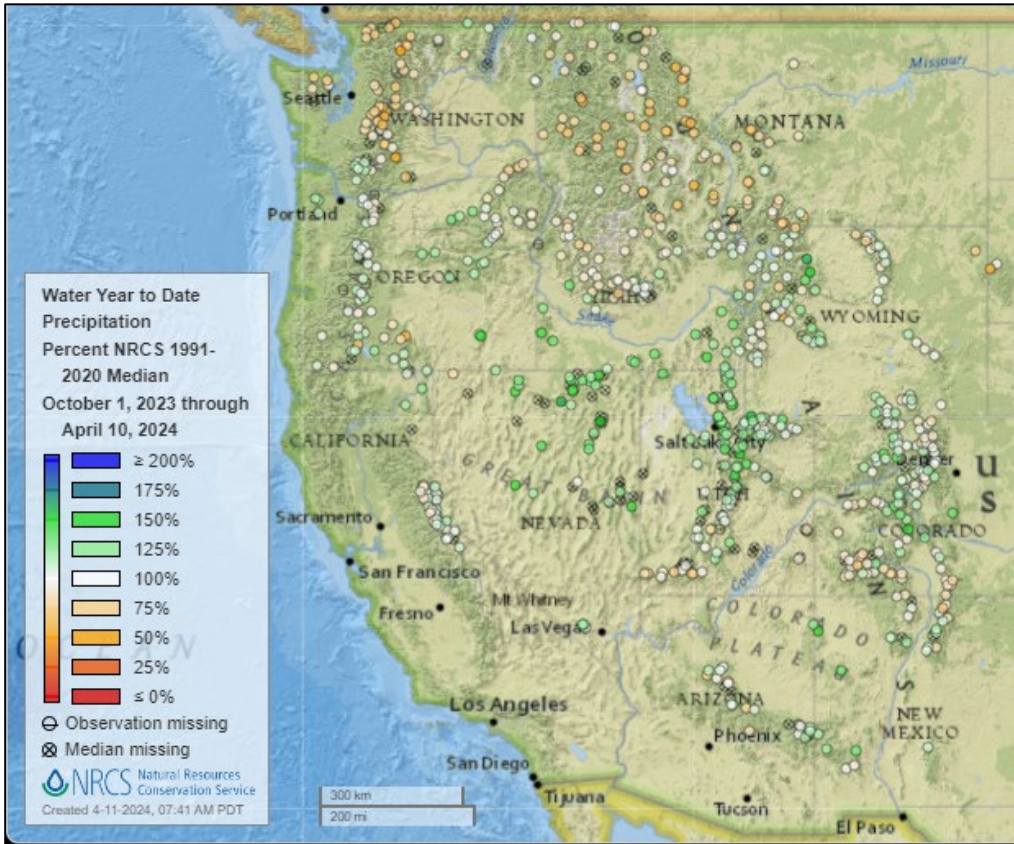 Missouri
Seattle
WASHINGTON
MONTANA
Portland
OREGON
IDAHO
Snake
WYOMING
CALIFORNIA
Salt Lake City
Denver
US
GREAT BASIN
NEVADA
UTAH
COLORADO
Sacramento
San Francisco
Colorado
Fresno
Mt Whitney
Las Vegas
COLORADO
PLATEAU
OCEAN
Los Angeles
ARIZONA
Phoenix
NEW
MEXICO
San Diego
Tijuana
Tucson
El Paso
Water Year to Date
Precipitation
Percent NRCS 1991-
2020 Median
October 1, 2023 through
April 10, 2024
≥ 200%
175%
150%
125%
100%
75%
50%
25%
≤ 0%
Observation missing
Median missing
NRCS Natural Resources
Conservation Service
Created 4-11-2024, 07:41 AM PDT
300 km
200 mi